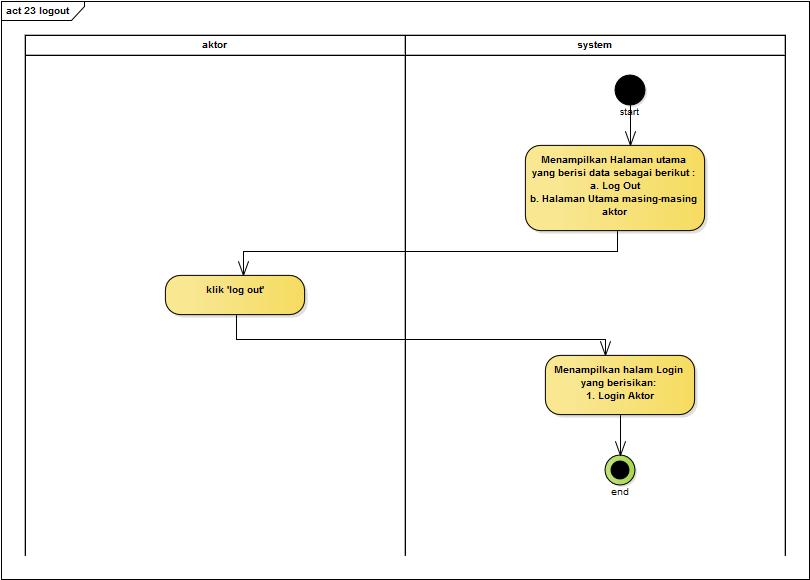 act 23 logout
aktor
system
start
Menampilkan Halaman utama
yang berisi data sebagai berikut :
a. Log Out
b. Halaman Utama masing-masing
aktor
klik 'log out'
Menampilkan halam Login
yang berisikan:
1. Login Aktor
end